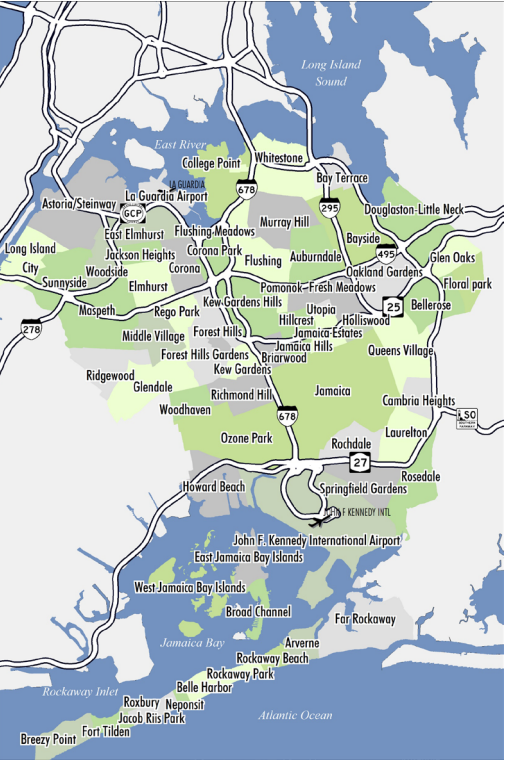 Long Island
Sound
East River
College Point
Whitestone
LA GUARDIA
678
Bay Terrace
La Guardia Airport
Astoria/Steinway
GCP
295
Douglaston-Little Neck
Murray Hill
East Elmhurst
Flushing-Meadows
Corona Park
Bayside
495
Long Island
City
Jackson Heights
Auburndale
Glen Oaks
Woodside
Corona
Flushing
Oakland Gardens
Sunnyside
Elmhurst
Pomonok
Fresh Meadows
Floral park
Maspeth
Rego Park
Kew Gardens Hills
Utopia
25
Bellerose
278
Hillcrest
Holliswood
Middle Village
Forest Hills
Jamaica-Estates
Jamaica Hills
Queens Village
Forest Hills Gardens
Briarwood
Ridgewood
Kew Gardens
Glendale
Richmond Hill
Jamaica
Cambria Heights
Woodhaven
678
SO
SOUTHERN
PARKWAY
Ozone Park
Rochdale
Laurelton
27
Rosedale
Howard Beach
Springfield Gardens
JOHN F KENNEDY INTL
John F. Kennedy International Airport
East Jamaica Bay Islands
West Jamaica Bay Islands
Broad Channel
Far Rockaway
Jamaica Bay
Arverne
Rockaway Beach
Rockaway Park
Rockaway Inlet
Belle Harbor
Roxbury
Neponsit
Jacob Riis Park
Atlantic Ocean
Fort Tilden
Breezy Point